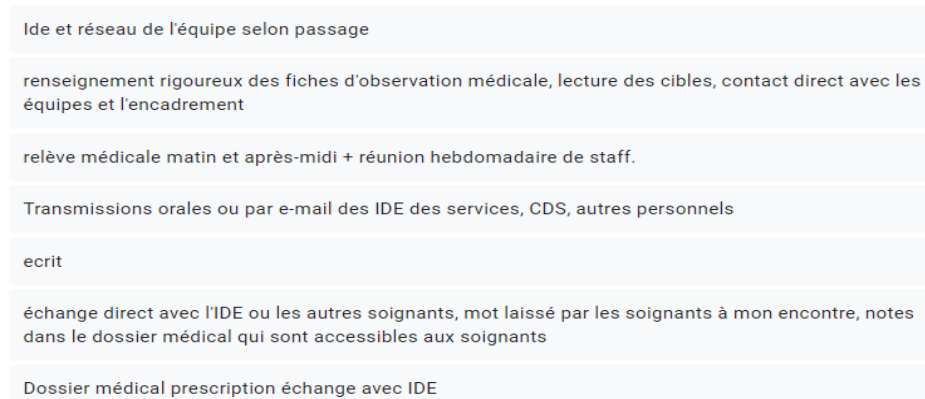 Ide et réseau de l'équipe selon passage
renseignement rigoureux des fiches d'observation médicale, lecture des cibles, contact direct avec les
équipes et l'encadrement
relève médicale matin et après-midi + réunion hebdomadaire de staff.
Transmissions orales ou par e-mail des IDE des services, CDS, autres personnels
ecrit
échange direct avec l'IDE ou les autres soignants, mot laissé par les soignants à mon encontre, notes
dans le dossier médical qui sont accessibles aux soignants
Dossier médical prescription échange avec IDE